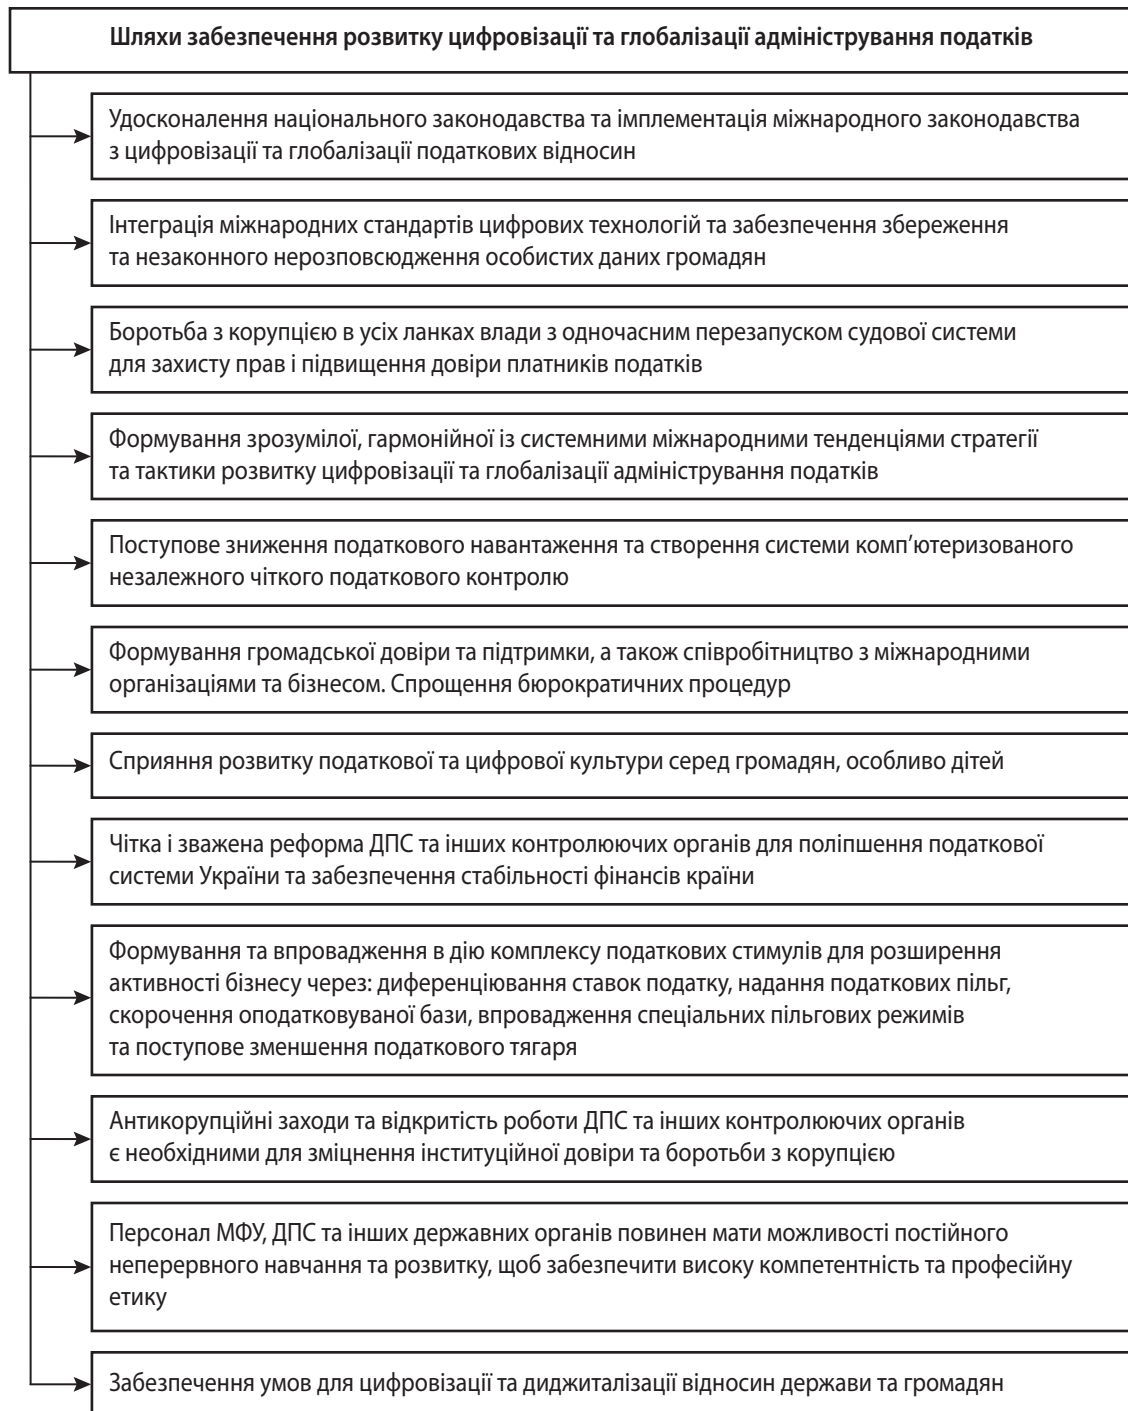 Шляхи забезпечення розвитку цифровізації та глобалізації адміністрування податків
Удосконалення національного законодавства та імплементація міжнародного законодавства
з цифровізації та глобалізації податкових відносин
Інтеграція міжнародних стандартів цифрових технологій та забезпечення збереження
та незаконного нерозповсюдження особистих даних громадян
Боротьба з корупцією в усіх ланках влади з одночасним перезапуском судової системи
для захисту прав і підвищення довіри платників податків
Формування зрозумілої, гармонійної із системними міжнародними тенденціями стратегії
та тактики розвитку цифровізації та глобалізації адміністрування податків
Поступове зниження податкового навантаження та створення системи комп’ютеризованого
незалежного чіткого податкового контролю
Формування громадської довіри та підтримки, а також співробітництво з міжнародними
організаціями та бізнесом. Спрощення бюрократичних процедур
Сприяння розвитку податкової та цифрової культури серед громадян, особливо дітей
Чітка і зважена реформа ДПС та інших контролюючих органів для поліпшення податкової
системи України та забезпечення стабільності фінансів країни
Формування та впровадження в дію комплексу податкових стимулів для розширення
активності бізнесу через: диференціювання ставок податку, надання податкових пільг,
скорочення оподатковуваної бази, впровадження спеціальних пільгових режимів
та поступове зменшення податкового тягаря
Антикорупційні заходи та відкритість роботи ДПС та інших контролюючих органів
є необхідними для зміцнення інституційної довіри та боротьби з корупцією
Персонал МФУ, ДПС та інших державних органів повинен мати можливості постійного
неперервного навчання та розвитку, щоб забезпечити високу компетентність та професійну
етику
Забезпечення умов для цифровізації та диджиталізації відносин держави та громадян